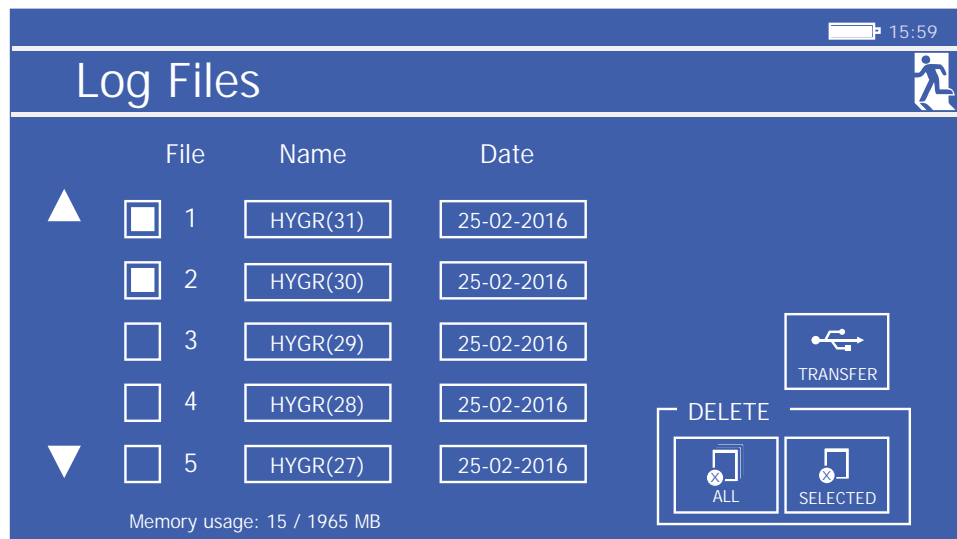 15:59
Log Files
File Name Date
1 HYGR(31) 25-02-2016
2 HYGR(30) 25-02-2016
3 HYGR(29) 25-02-2016
4 HYGR(28) 25-02-2016
5 HYGR(27) 25-02-2016
TRANSFER
DELETE
ALL SELECTED
Memory usage: 15 / 1965 MB